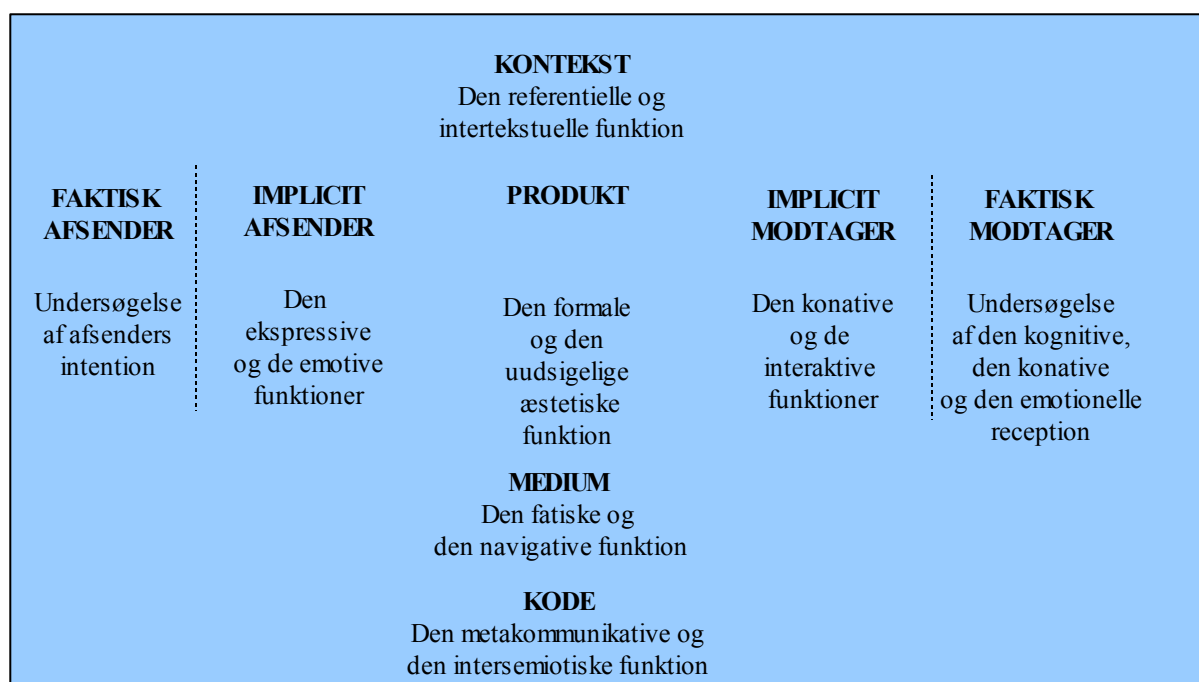 KONTEKST
Den referentielle og
intertekstuelle funktion
FAKTISK
AFSENDER
Undersøgelse
af afsenders
intention
IMPLICIT
AFSENDER
Den
ekspressive
og de emotive
funktioner
PRODUKT
Den formale
og den
uudsigelige
æstetiske
funktion
IMPLICIT
MODTAGER
Den konative
og de
interaktive
funktioner
FAKTISK
MODTAGER
Undersøgelse
af den kognitive,
den konative
og den emotionelle
reception
MEDIUM
Den fatiske og
den navigative funktion
KODE
Den metakommunikative og
den intersemiotiske funktion